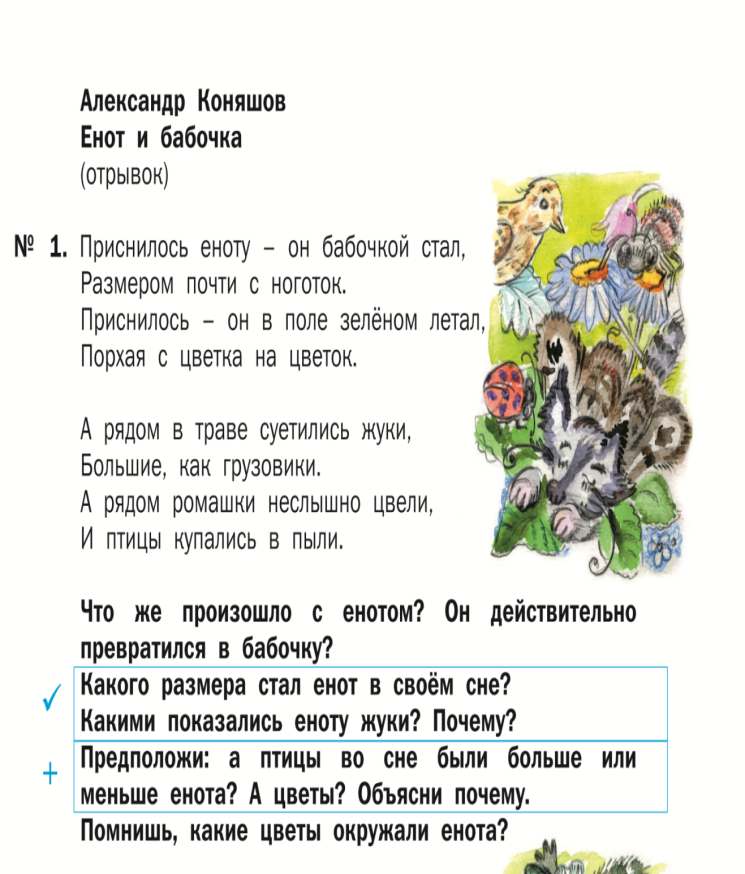 Александр Коняшов
Енот и бабочка
(отрывок)
№ 1. Приснилось еноту – он бабочкой стал,
Размером почти с ноготок.
Приснилось – он в поле зелёном летал,
Порхая с цветка на цветок.
А рядом в траве суетились жуки,
Большие, как грузовики.
А рядом ромашки неслышно цвели,
И птицы купались в пыли.
Что же произошло с енотом? Он действительно
превратился в бабочку?
✓ Какого размера стал енот в своём сне?
Какими показались еноту жуки? Почему?
+ Предположи: а птицы во сне были больше или
меньше енота? А цветы? Объясни почему.
Помнишь, какие цветы окружали енота?